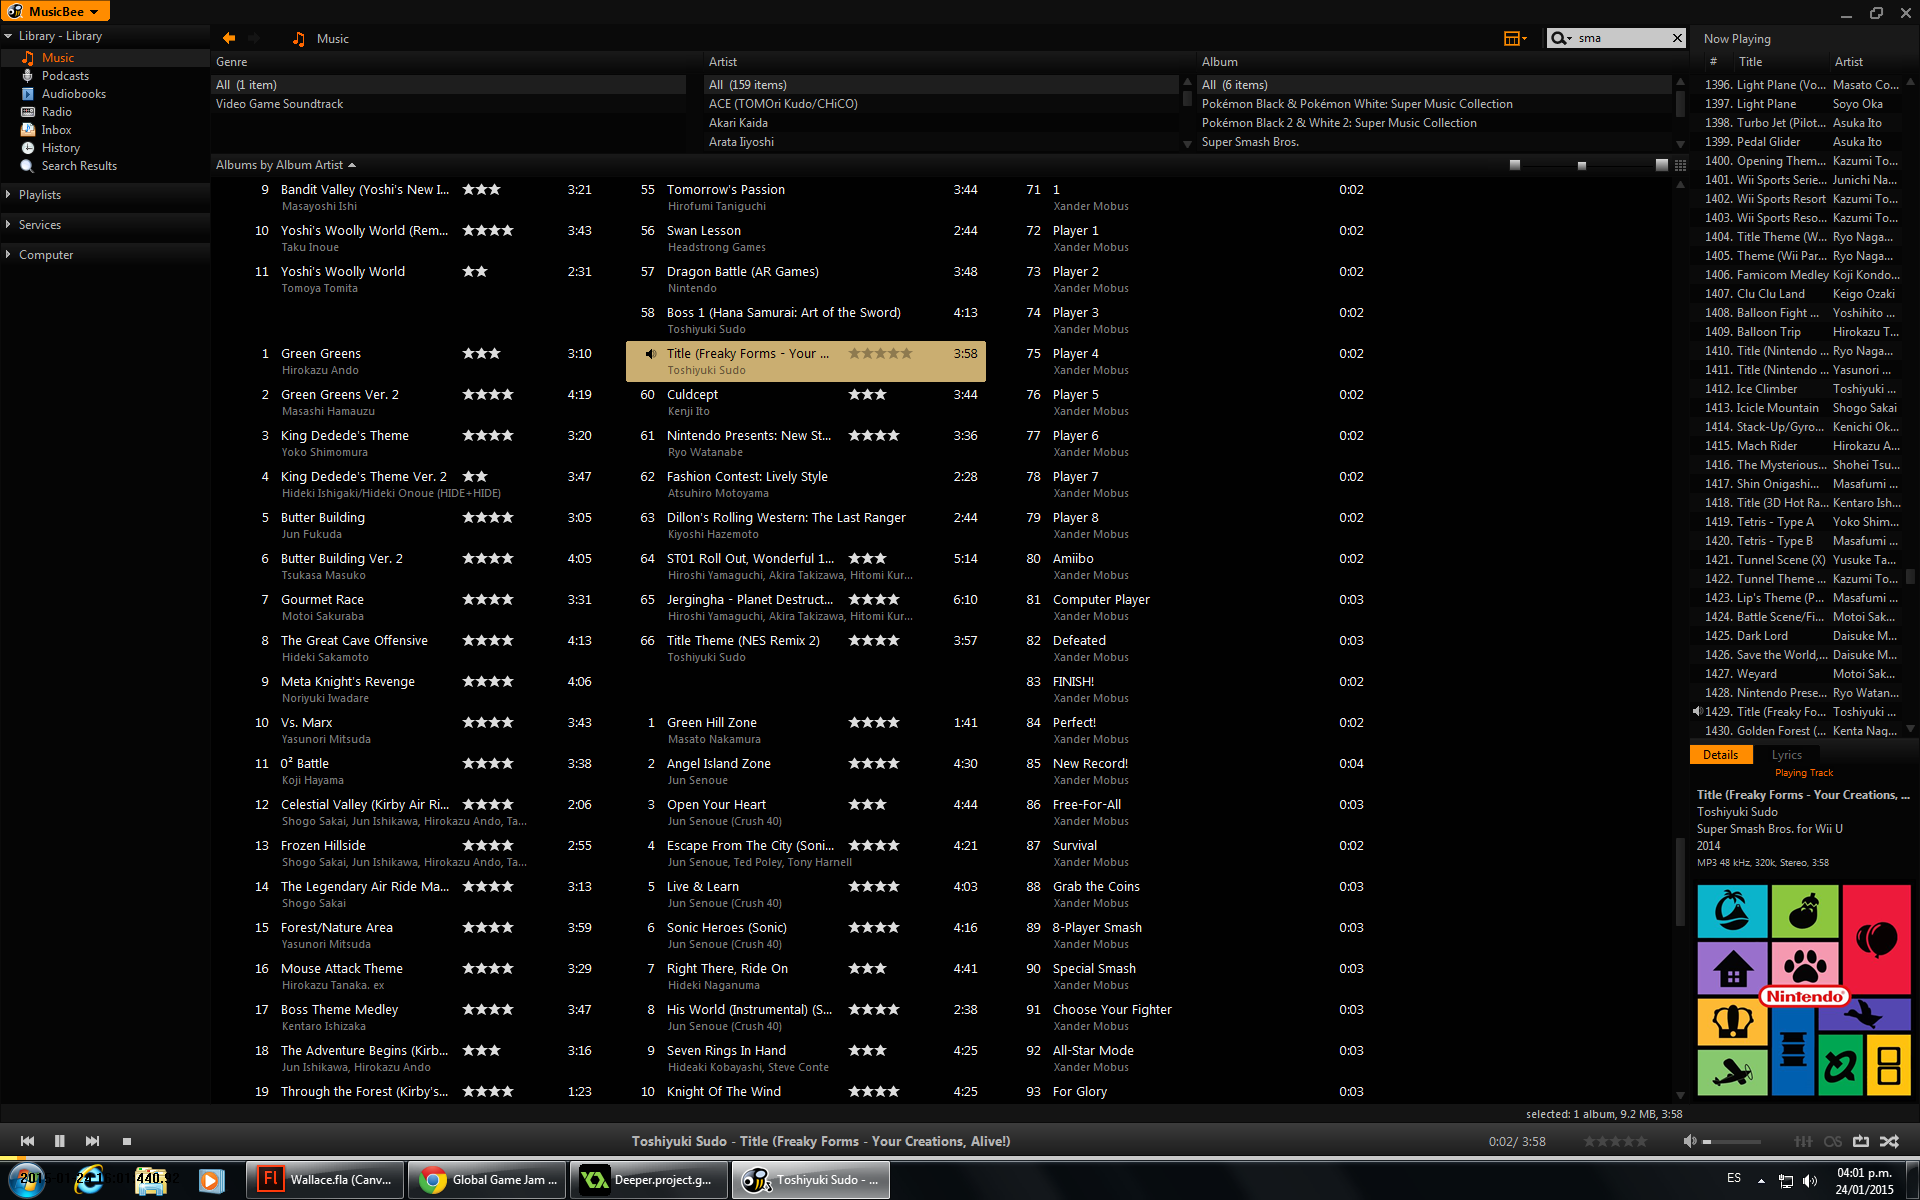 MusicBee
Library - Library
Music
Podcasts
Audiobooks
Radio
Inbox
History
Search Results
Playlists
Services
Computer
Music
sma
Genre
All (1 item)
Video Game Soundtrack
Artist
All (159 items)
ACE (TOMOri Kudo/CHiCO)
Akari Kaida
Arata Iiyoshi
Album
All (6 items)
Pokémon Black & Pokémon White: Super Music Collection
Pokémon Black 2 & White 2: Super Music Collection
Super Smash Bros.
Albums by Album Artist
9 Bandit Valley (Yoshi's New I... ★★★ 3:21
Masayoshi Ishi
10 Yoshi's Woolly World (Rem... ★★★★ 3:43
Taku Inoue
11 Yoshi's Woolly World ★★ 2:31
Tomoya Tomita
1 Green Greens ★★★ 3:10
Hirokazu Ando
2 Green Greens Ver. 2 ★★★★ 4:19
Masashi Hamauzu
3 King Dedede's Theme ★★★★ 3:20
Yoko Shimomura
4 King Dedede's Theme Ver. 2 ★★ 3:47
Hideki Ishigaki/Hideki Onoue (HIDE+HIDE)
5 Butter Building ★★★★ 3:05
Jun Fukuda
6 Butter Building Ver. 2 ★★★★ 4:05
Tsukasa Masuko
7 Gourmet Race ★★★★ 3:31
Motoi Sakuraba
8 The Great Cave Offensive ★★★★ 4:13
Hideki Sakamoto
9 Meta Knight's Revenge ★★★★ 4:06
Noriyuki Iwadare
10 Vs. Marx ★★★★ 3:43
Yasunori Mitsuda
11 0² Battle ★★★★ 3:38
Koji Hayama
12 Celestial Valley (Kirby Air Ri... ★★★★ 2:06
Shogo Sakai, Jun Ishikawa, Hirokazu Ando, Ta...
13 Frozen Hillside ★★★★ 2:55
Shogo Sakai, Jun Ishikawa, Hirokazu Ando, Ta...
14 The Legendary Air Ride Ma... ★★★★ 3:13
Shogo Sakai
15 Forest/Nature Area ★★★★ 3:59
Yasunori Mitsuda
16 Mouse Attack Theme ★★★★ 3:29
Hirokazu Tanaka. ex
17 Boss Theme Medley ★★★★ 3:47
Kentaro Ishizaka
18 The Adventure Begins (Kirb... ★★★ 3:16
Jun Ishikawa, Hirokazu Ando
19 Through the Forest (Kirby's... ★★★★ 1:23
55 Tomorrow's Passion 3:44
Hirofumi Taniguchi
56 Swan Lesson 2:44
Headstrong Games
57 Dragon Battle (AR Games) 3:48
Nintendo
58 Boss 1 (Hana Samurai: Art of the Sword) 4:13
Toshiyuki Sudo
Title (Freaky Forms - Your ... ★★★★★ 3:58
Toshiyuki Sudo
60 Culdcept ★★★ 3:44
Kenji Ito
61 Nintendo Presents: New St... ★★★★ 3:36
Ryo Watanabe
62 Fashion Contest: Lively Style 2:28
Atsuhiro Motoyama
63 Dillon's Rolling Western: The Last Ranger 2:44
Kiyoshi Hazemoto
64 ST01 Roll Out, Wonderful 1... ★★★ 5:14
Hiroshi Yamaguchi, Akira Takizawa, Hitomi Kur...
65 Jergingha - Planet Destruct... ★★★★ 6:10
Hiroshi Yamaguchi, Akira Takizawa, Hitomi Kur...
66 Title Theme (NES Remix 2) ★★★★ 3:57
Toshiyuki Sudo
1 Green Hill Zone ★★★★ 1:41
Masato Nakamura
2 Angel Island Zone ★★★★ 4:30
Jun Senoue
3 Open Your Heart ★★★ 4:44
Jun Senoue (Crush 40)
4 Escape From The City (Soni... ★★★★ 4:21
Jun Senoue, Ted Poley, Tony Harnell
5 Live & Learn ★★★★ 4:03
Jun Senoue (Crush 40)
6 Sonic Heroes (Sonic) ★★★★ 4:16
Jun Senoue (Crush 40)
7 Right There, Ride On ★★★ 4:41
Hideki Naganuma
8 His World (Instrumental) (S... ★★★★ 2:38
Jun Senoue (Crush 40)
9 Seven Rings In Hand ★★★ 4:25
Hideaki Kobayashi, Steve Conte
10 Knight Of The Wind ★★★★ 4:25
71 1 0:02
Xander Mobus
72 Player 1 0:02
Xander Mobus
73 Player 2 0:02
Xander Mobus
74 Player 3 0:02
Xander Mobus
75 Player 4 0:02
Xander Mobus
76 Player 5 0:02
Xander Mobus
77 Player 6 0:02
Xander Mobus
78 Player 7 0:02
Xander Mobus
79 Player 8 0:02
Xander Mobus
80 Amiibo 0:02
Xander Mobus
81 Computer Player 0:03
Xander Mobus
82 Defeated 0:03
Xander Mobus
83 FINISH! 0:02
Xander Mobus
84 Perfect! 0:02
Xander Mobus
85 New Record! 0:04
Xander Mobus
86 Free-For-All 0:03
Xander Mobus
87 Survival 0:02
Xander Mobus
88 Grab the Coins 0:03
Xander Mobus
89 8-Player Smash 0:03
Xander Mobus
90 Special Smash 0:03
Xander Mobus
91 Choose Your Fighter 0:03
Xander Mobus
92 All-Star Mode 0:03
Xander Mobus
93 For Glory 0:03
Now Playing
# Title Artist
1396. Light Plane (Vo... Masato Co...
1397. Light Plane Soyo Oka
1398. Turbo Jet (Pilot... Asuka Ito
1399. Pedal Glider Asuka Ito
1400. Opening Them... Kazumi To...
1401. Wii Sports Serie... Junichi Na...
1402. Wii Sports Resort Kazumi To...
1403. Wii Sports Reso... Kazumi To...
1404. Title Theme (W... Ryo Naga...
1405. Theme (Wii Par... Ryo Naga...
1406. Famicom Medley Koji Kondo...
1407. Clu Clu Land Keigo Ozaki
1408. Balloon Fight ... Yoshihito ...
1409. Balloon Trip Hirokazu T...
1410. Title (Nintendo ... Ryo Naga...
1411. Title (Nintendo ... Yasunori ...
1412. Ice Climber Toshiyuki ...
1413. Icicle Mountain Shogo Sakai
1414. Stack-Up/Gyro... Kenichi Ok...
1415. Mach Rider Hirokazu A...
1416. The Mysterious... Shohei Tsu...
1417. Shin Onigashi... Masafumi ...
1418. Title (3D Hot Ra... Kentaro Ish...
1419. Tetris - Type A Yoko Shim...
1420. Tetris - Type B Masafumi ...
1421. Tunnel Scene (X) Yusuke Ta...
1422. Tunnel Theme ... Kazumi To...
1423. Lip's Theme (P... Masafumi ...
1424. Battle Scene/Fi... Motoi Sak...
1425. Dark Lord Daisuke M...
1426. Save the World,... Daisuke M...
1427. Weyard Motoi Sak...
1428. Nintendo Prese... Ryo Watan...
1429. Title (Freaky Fo... Toshiyuki ...
1430. Golden Forest (... Kenta Nag...
Details Lyrics
Playing Track
Title (Freaky Forms - Your Creations, ...
Toshiyuki Sudo
Super Smash Bros. for Wii U
2014
MP3 48 kHz, 320k, Stereo, 3:58
Nintendo
selected: 1 album, 9.2 MB, 3:58
Toshiyuki Sudo - Title (Freaky Forms - Your Creations, Alive!)
0:02/ 3:58
Wallace.fla (Canv...
Global Game Jam ...
Deeper.project.g...
Toshiyuki Sudo - ...
ES
04:01 p.m.
24/01/2015